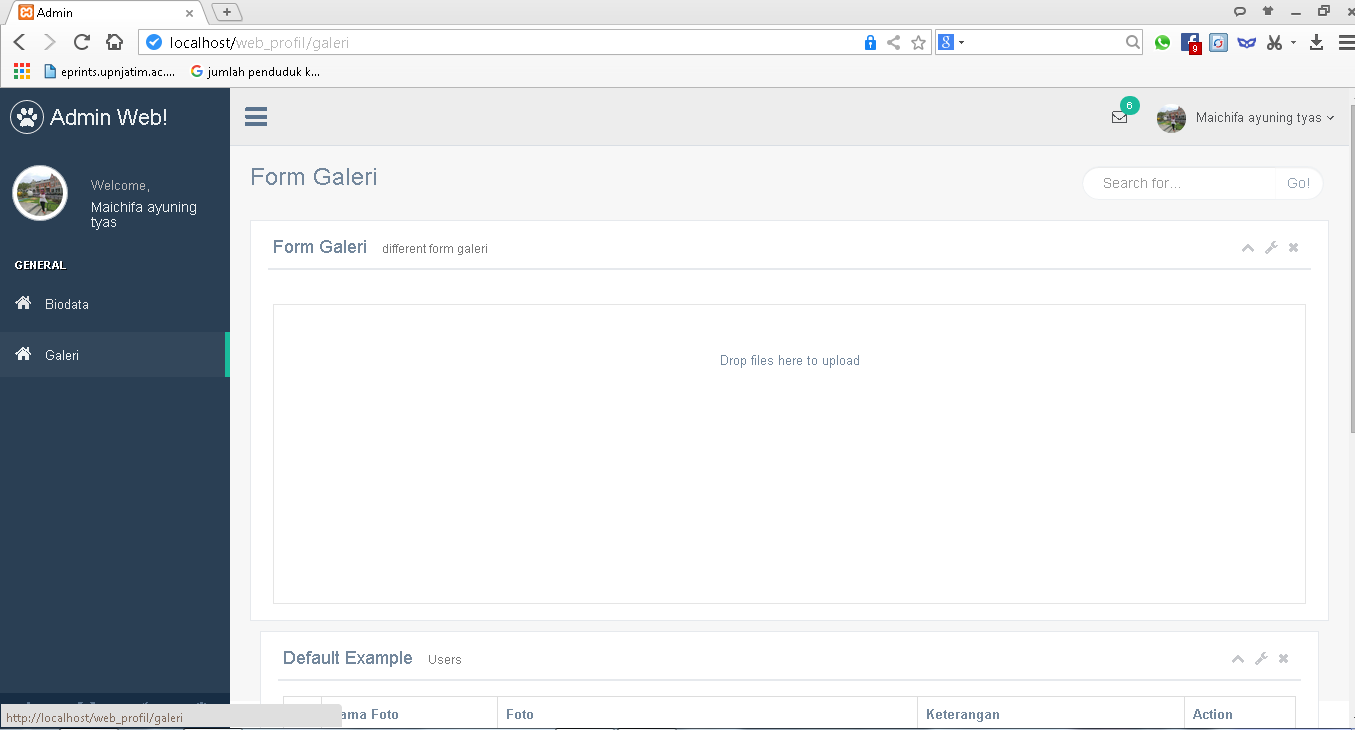 Admin
localhost/web_profil/galeri
8
9
eprints.upnjatim.ac....
G jumlah penduduk k...
Admin Web!
6
Maichifa ayuning tyas
Welcome,
Maichifa ayuning
tyas
Form Galeri
Search for...
Go!
GENERAL
Biodata
Galeri
Form Galeri different form galeri
Drop files here to upload
Default Example Users
ama Foto
Foto
Keterangan
Action
http://localhost/web_profil/galeri